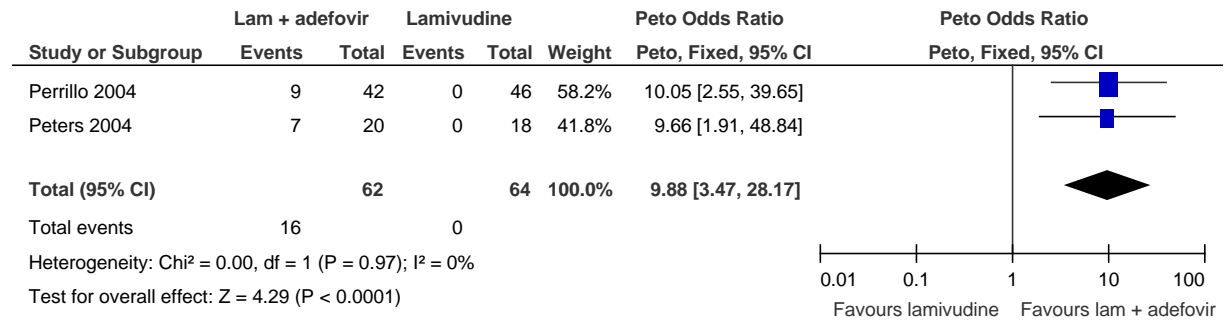 Lam + adefovir Lamivudine Peto Odds Ratio Peto Odds Ratio
Study or Subgroup Events Total Events Total Weight Peto, Fixed, 95% CI Peto, Fixed, 95% CI
Perrillo 2004 9 42 0 46 58.2% 10.05 [2.55, 39.65]
Peters 2004 7 20 0 18 41.8% 9.66 [1.91, 48.84]
Total (95% CI) 62 64 100.0% 9.88 [3.47, 28.17]
Total events 16 0
Heterogeneity: Chi² = 0.00, df = 1 (P = 0.97); I² = 0%
Test for overall effect: Z = 4.29 (P < 0.0001)
0.01 0.1 1 10 100
Favours lamivudine Favours lam + adefovir